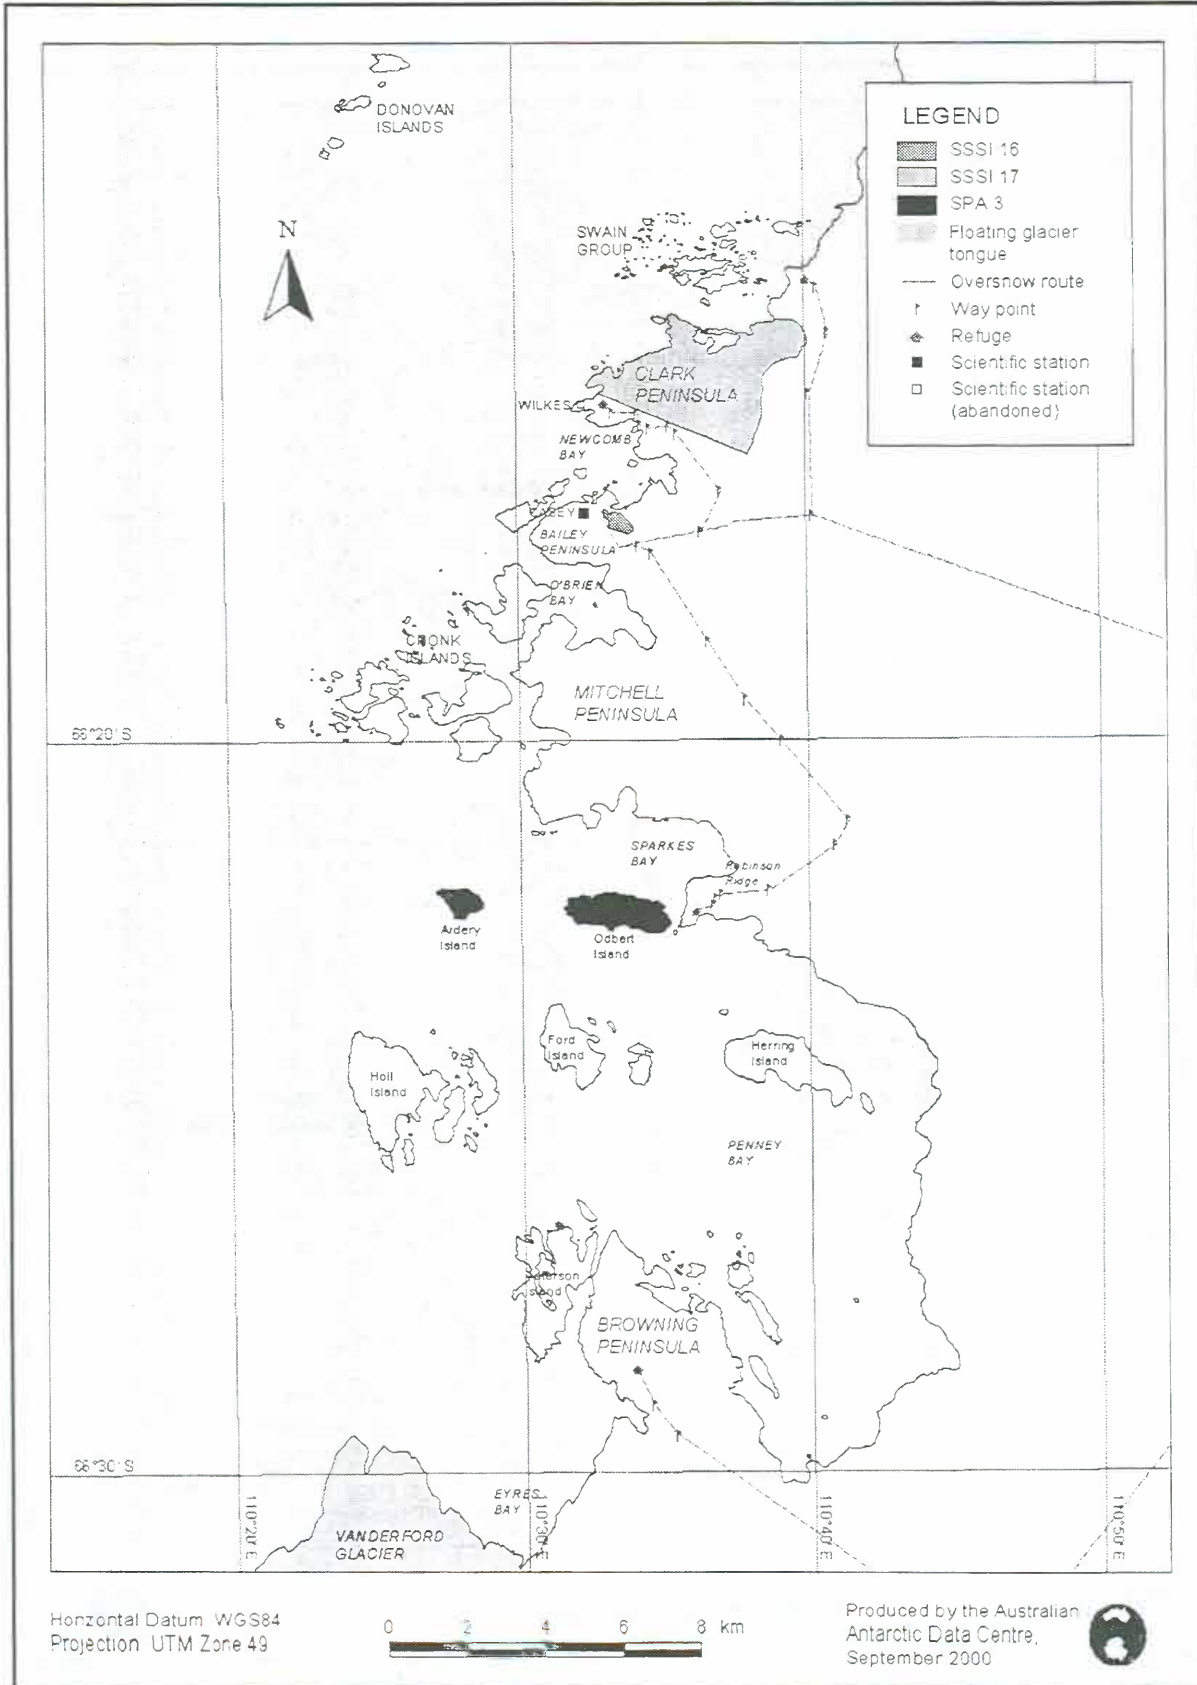 DONOVAN
ISLANDS
LEGEND
SSSI 16
SSSI 17
SPA 3
Floating glacier
tongue
Oversnow route
Way point
Refuge
Scientific station
Scientific station
(abandoned)
N
SWAIN
GROUP
CLARK
PENINSULA
WILKES
NEWCOMB
BAY
CASEY
BAILEY
PENINSULA
O'BRIEN
BAY
CRONK
ISLANDS
MITCHELL
PENINSULA
66°20' S
SPARKES
BAY
Robinson
Ridge
Ardery
Island
Odbert
Island
Ford
Island
Herring
Island
Holl
Island
PENNEY
BAY
Peterson
Island
BROWNING
PENINSULA
66°30' S
EYRES
BAY
VANDERFORD
GLACIER
110°20' E
110°30' E
110°40' E
110°50' E
Horizontal Datum WGS84
Projection UTM Zone 49
0 2 4 6 8 km
Produced by the Australian
Antarctic Data Centre,
September 2000